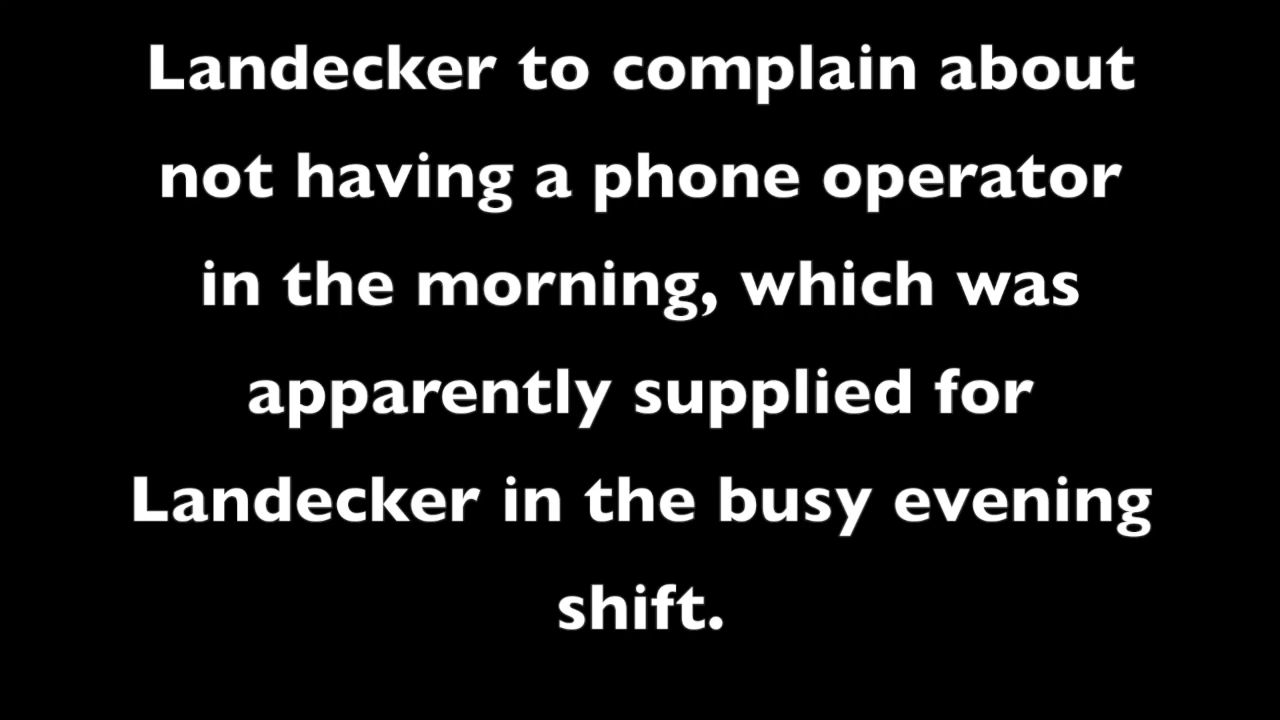 Landecker to complain about
not having a phone operator
in the morning, which was
apparently supplied for
Landecker in the busy evening
shift.